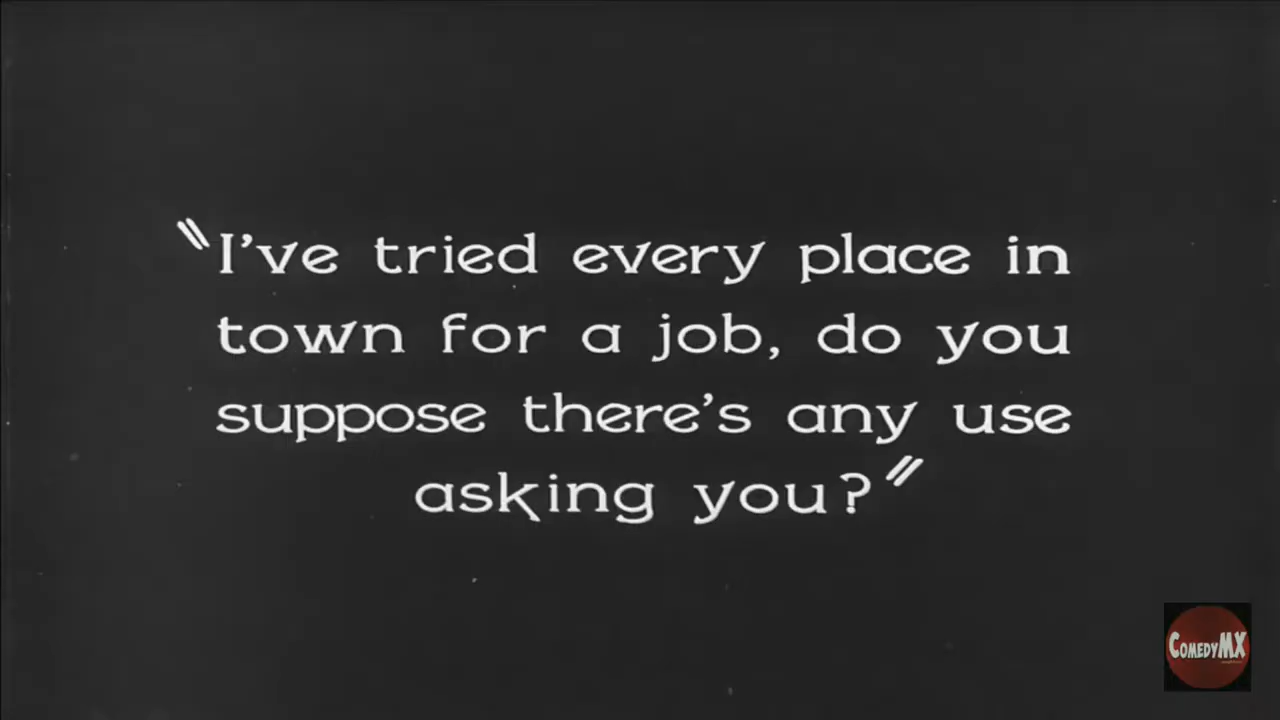 "I've tried every place in
town for a job, do you
suppose there's any use
asking you?"
COMEDYMX